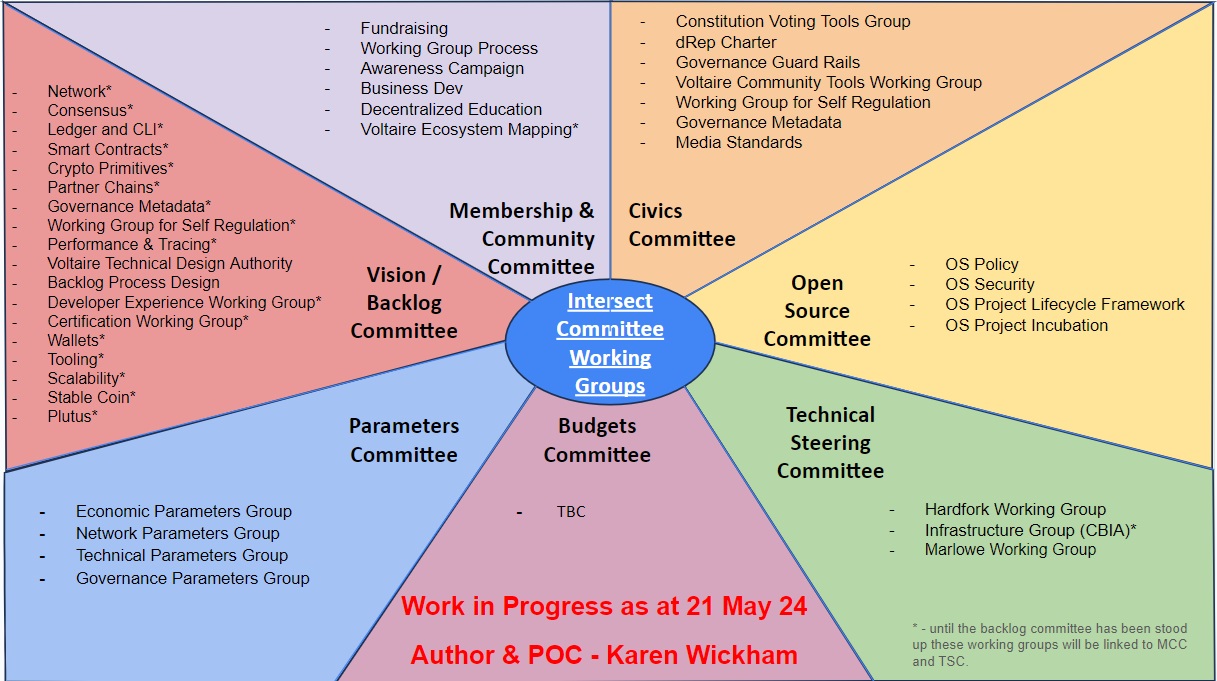 - Fundraising
- Working Group Process
- Awareness Campaign
- Business Dev
- Decentralized Education
- Voltaire Ecosystem Mapping*
Membership &
Community
Committee
- Constitution Voting Tools Group
- dRep Charter
- Governance Guard Rails
- Voltaire Community Tools Working Group
- Working Group for Self Regulation
- Governance Metadata
- Media Standards
Civics
Committee
- Network*
- Consensus*
- Ledger and CLI*
- Smart Contracts*
- Crypto Primitives*
- Partner Chains*
- Governance Metadata*
- Working Group for Self Regulation*
- Performance & Tracing*
- Voltaire Technical Design Authority
- Backlog Process Design
- Developer Experience Working Group*
- Certification Working Group*
- Wallets*
- Tooling*
- Scalability*
- Stable Coin*
- Plutus*
Vision /
Backlog
Committee
Intersect
Committee
Working
Groups
Open
Source
Committee
- OS Policy
- OS Security
- OS Project Lifecycle Framework
- OS Project Incubation
Parameters
Committee
- Economic Parameters Group
- Network Parameters Group
- Technical Parameters Group
- Governance Parameters Group
Budgets
Committee
- TBC
Technical
Steering
Committee
- Hardfork Working Group
- Infrastructure Group (CBIA)*
- Marlowe Working Group
Work in Progress as at 21 May 24
Author & POC - Karen Wickham
* - until the backlog committee has been stood
up these working groups will be linked to MCC
and TSC.